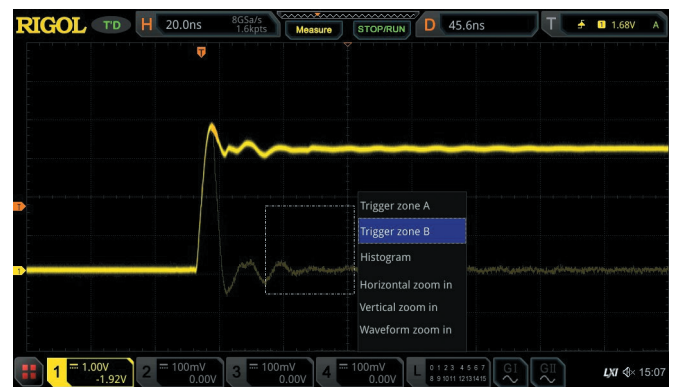 RIGOL T'D H 20.0ns 8GSa/s 1.6kpts Measure STOP/RUN D 45.6ns T 1 1.68V A
T
T
Trigger zone A
Trigger zone B
Histogram
Horizontal zoom in
Vertical zoom in
Waveform zoom in
1
1 1.00V -1.92V 2 100mV 0.00V 3 100mV 0.00V 4 100mV 0.00V L 0 1 2 3 4 5 6 7 8 9 10 11 12 13 14 15 GI GII LXI 15:07